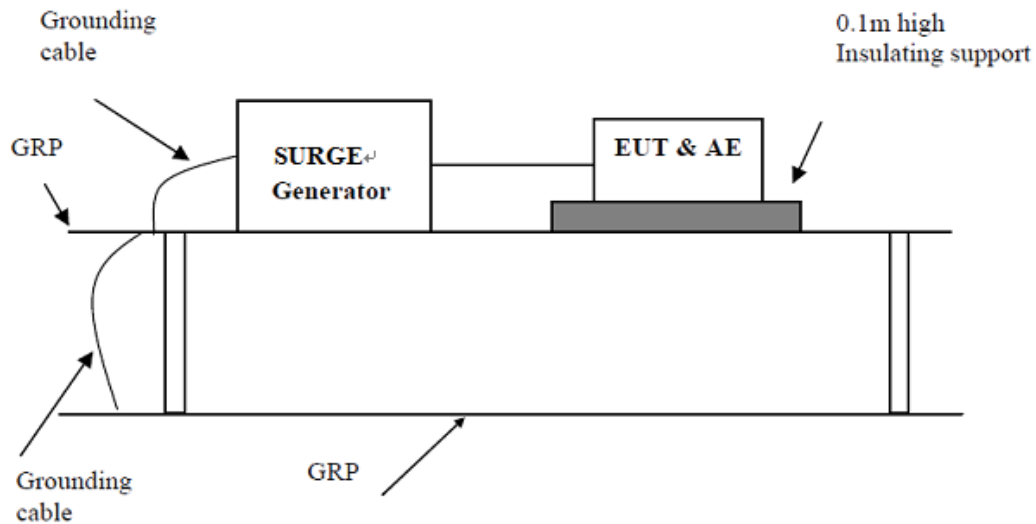 Grounding
cable
0.1m high
Insulating support
GRP
SURGE↵
Generator
EUT & AE
Grounding
cable
GRP